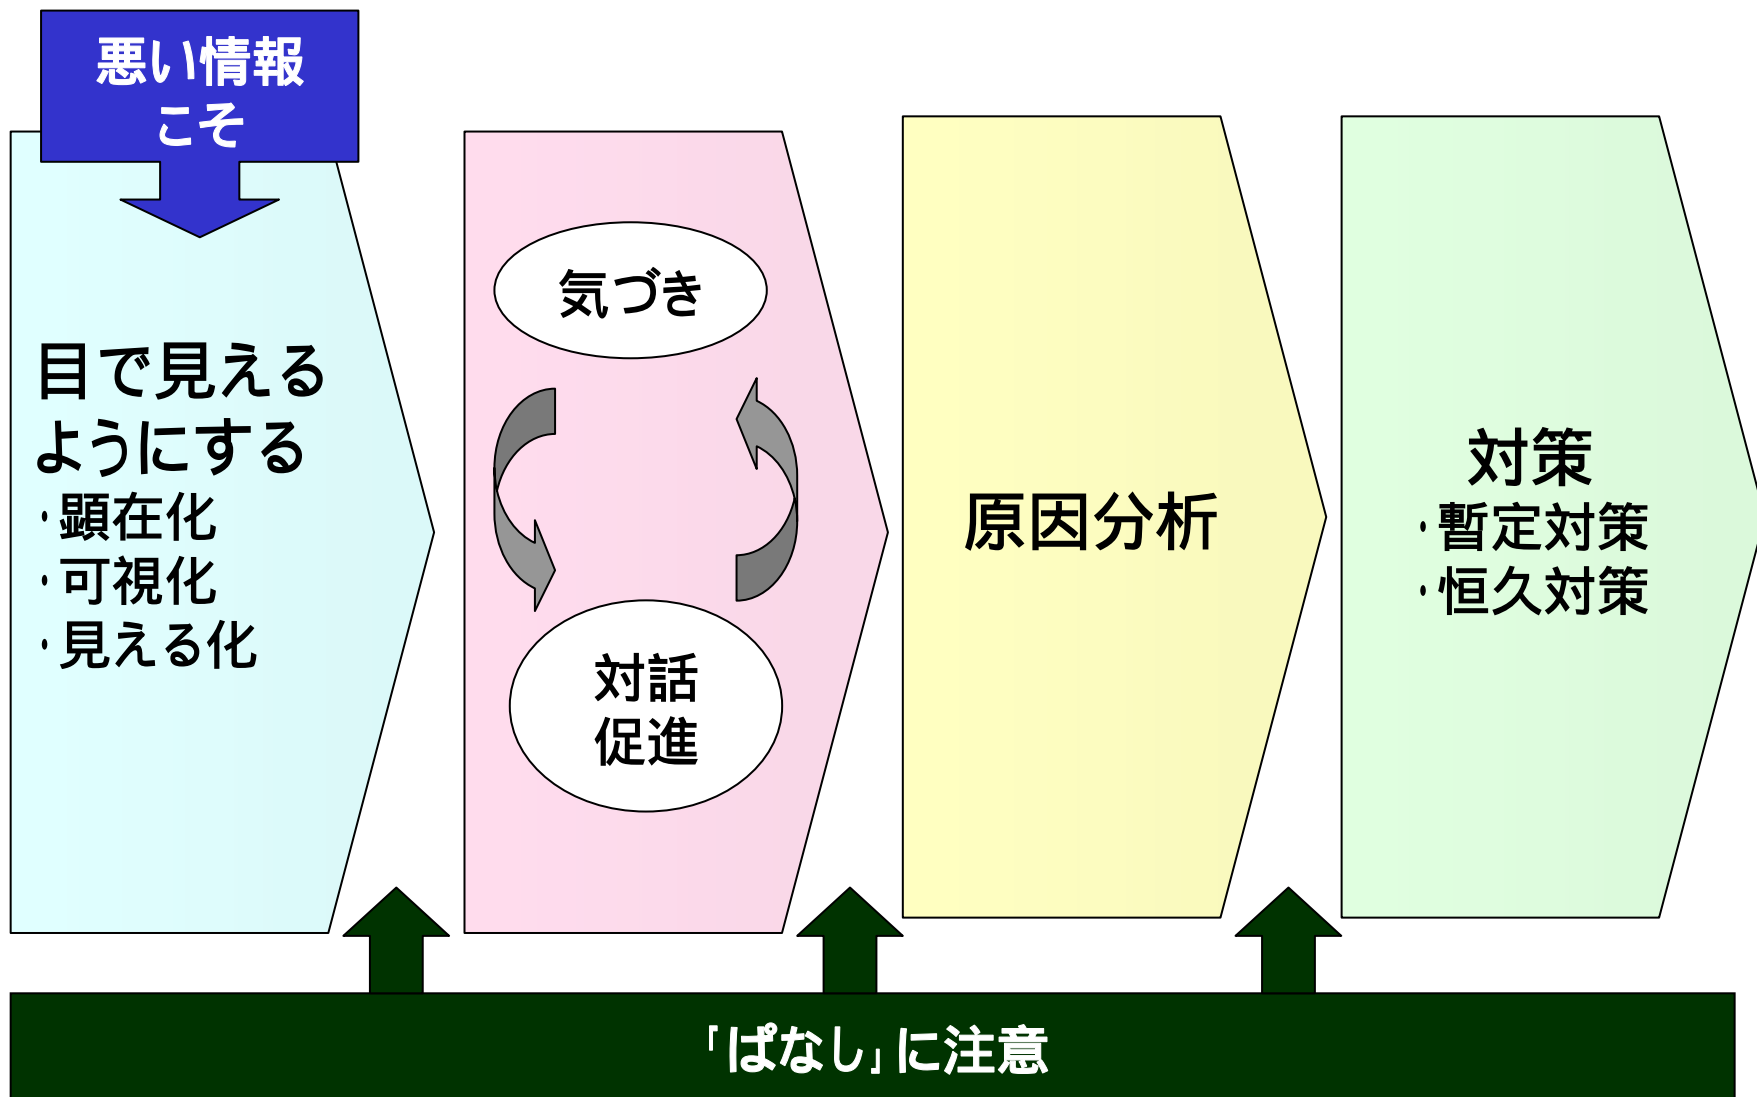 悪い情報
こそ
目で見える
ようにする
・顕在化
・可視化
・見える化
気づき
対話
促進
原因分析
対策
・暫定対策
・恒久対策
「ぱなし」に注意